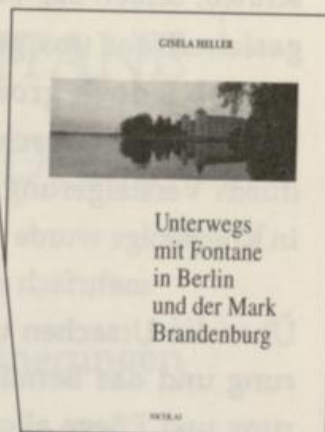 GISELA HELLER
Unterwegs
mit Fontane
in Berlin
und der Mark
Brandenburg
NICOLAI